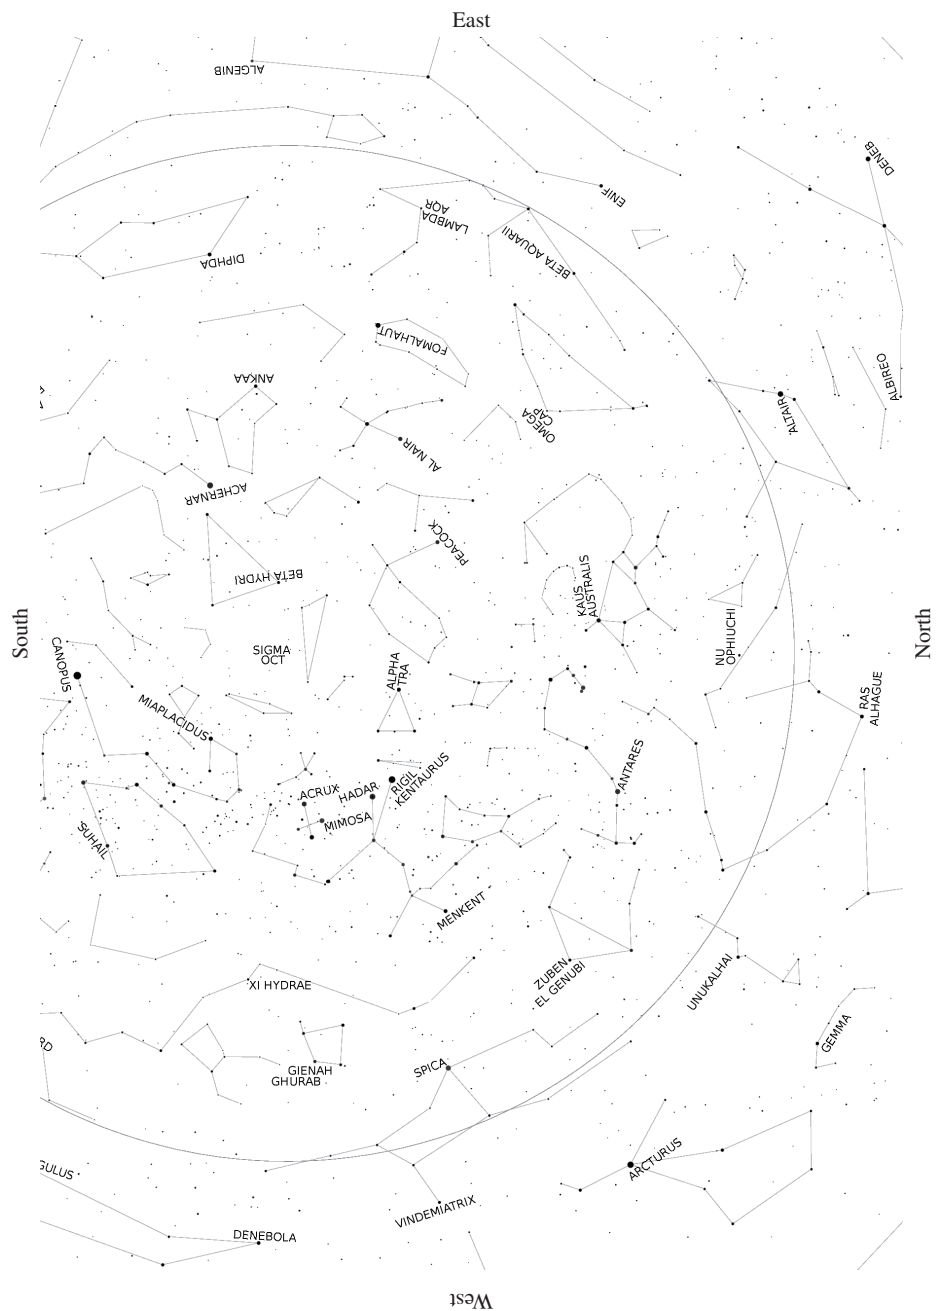 East
ALGENIB
DENEB
ENIF
LAMBDA
AQR
BETA AQUARII
DIPHDA
FOMALHAUT
ALBIREO
ANKAA
ALTAIR
OMEGA
CAP
AL NAIR
ACHERNAR
PEACOCK
BETA HYDRI
KAUS
AUSTRALIS
South
North
CANOPUS
SIGMA
OCT
NU
OPHIUCHI
ALPHA
TRA
RAS
ALHAGUE
MIAPLACIDUS
ANTARES
RIGIL
KENTAURUS
ACRUX
HADAR
MIMOSA
SUHAIL
MENKENT
ZUBEN
EL GENUBI
UNUKALHAI
XI HYDRAE
GEMMA
RD
GIENAH
GHURAB
SPICA
GULUS
ARCTURUS
VINDEMIATRIX
DENEBOLA
West